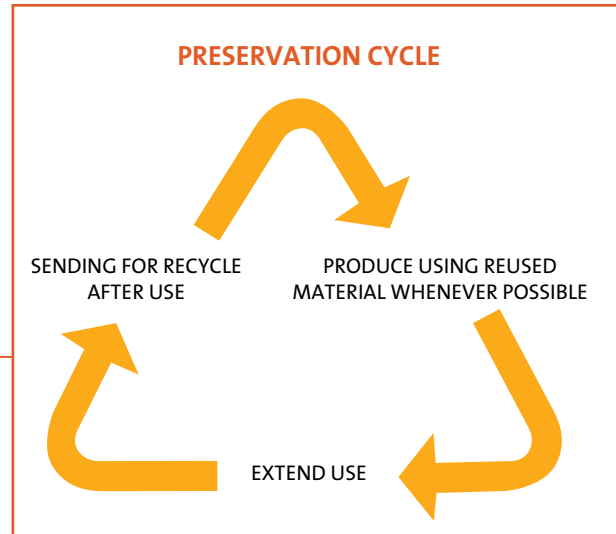 PRESERVATION CYCLE
SENDING FOR RECYCLE
AFTER USE
PRODUCE USING REUSED
MATERIAL WHENEVER POSSIBLE
EXTEND USE